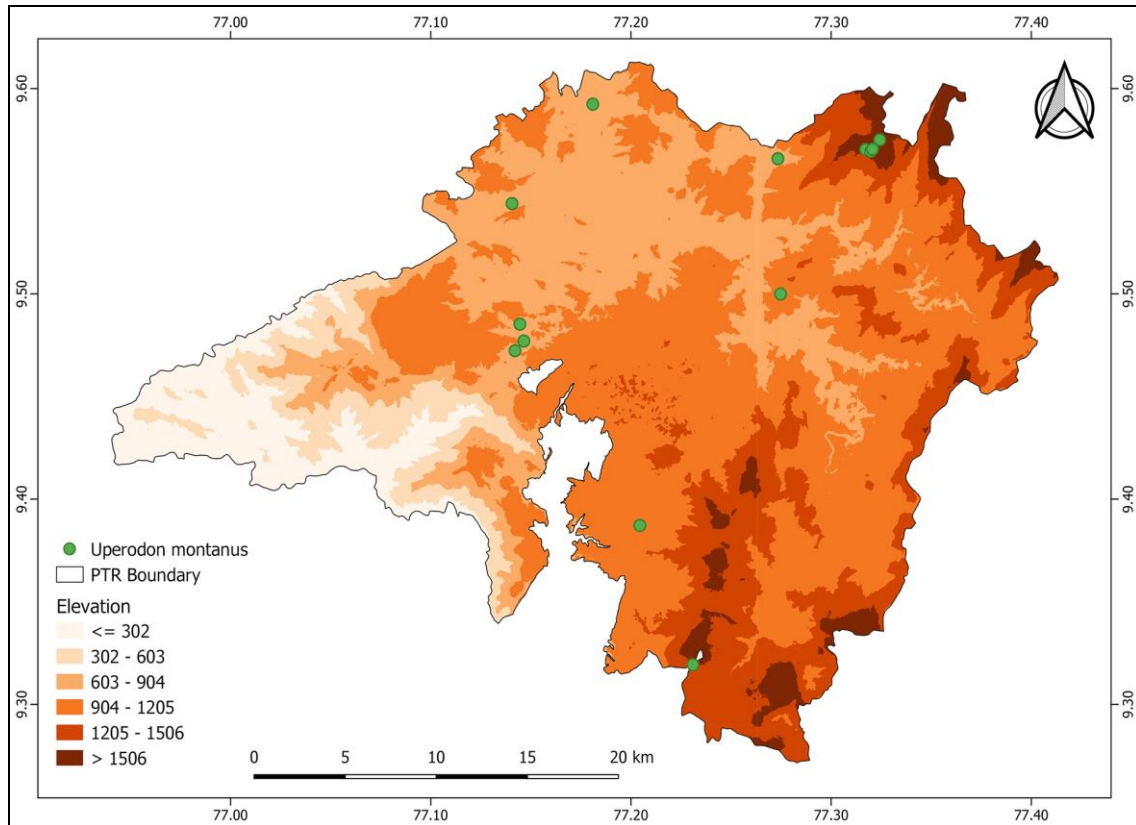 77.00 77.10 77.20 77.30 77.40
9.60 9.60
9.50 9.50
9.40 9.40
9.30 9.30
Uperodon montanus
PTR Boundary
Elevation
<= 302
302 - 603
603 - 904
904 - 1205
1205 - 1506
> 1506
0 5 10 15 20 km
77.00 77.10 77.20 77.30 77.40